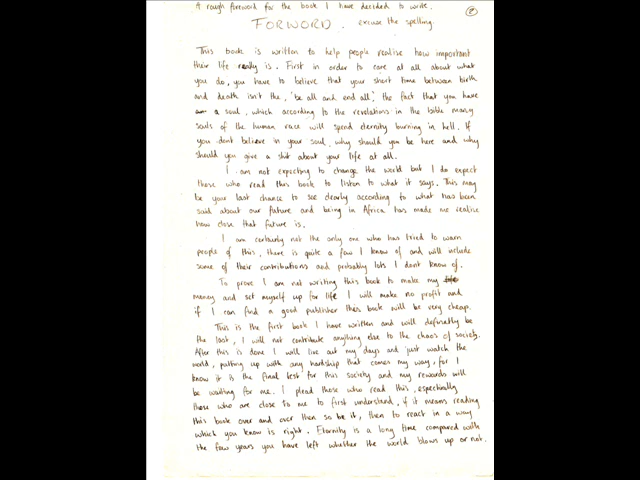 A rough foreword for the book I have decided to write.
②
FORWORD. excuse the spelling.
This book is written to help people realise how important
their life really is. First in order to care at all about what
you do, you have to believe that your short time between birth
and death isn't the, 'be all and end all,' the fact that you have
a soul, which according to the revelations in the bible many
souls of the human race will spend eternity burning in hell. If
you dont believe in your soul, why should you be here and why
should you give a shit about your life at all.
I am not expecting to change the world but I do expect
those who read this book to listen to what it says. This may
be your last chance to see clearly according to what has been
said about our future and being in Africa has made me realise
how close that future is.
I am certainly not the only one who has tried to warn
people of this, there is quite a few I know of and will include
some of their contributions and probably lots I dont know of.
To prove I am not writing this book to make my life
money and set myself up for life I will make no profit and
if I can find a good publisher this book will be very cheap.
This is the first book I have written and will definatly be
the last, I will not contribute anything else to the chaos of society.
After this is done I will live out my days and just watch the
world, putting up with any hardship that comes my way, for I
know it is the final test for this society and my rewards will
be waiting for me. I plead those who read this, espectially
those who are close to me to first understand, if it means reading
this book over and over then so be it, then to react in a way
which you know is right. Eternity is a long time compared with
the few years you have left whether the world blows up or not.